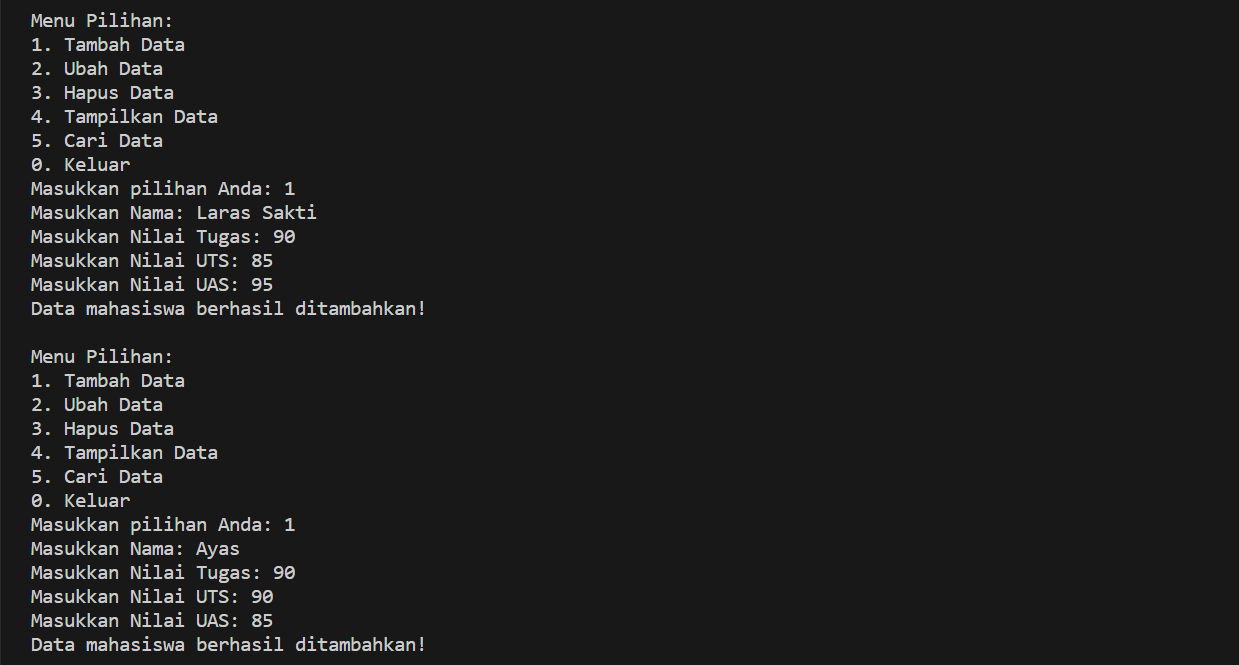 Menu Pilihan:
1. Tambah Data
2. Ubah Data
3. Hapus Data
4. Tampilkan Data
5. Cari Data
0. Keluar
Masukkan pilihan Anda: 1
Masukkan Nama: Laras Sakti
Masukkan Nilai Tugas: 90
Masukkan Nilai UTS: 85
Masukkan Nilai UAS: 95
Data mahasiswa berhasil ditambahkan!

Menu Pilihan:
1. Tambah Data
2. Ubah Data
3. Hapus Data
4. Tampilkan Data
5. Cari Data
0. Keluar
Masukkan pilihan Anda: 1
Masukkan Nama: Ayas
Masukkan Nilai Tugas: 90
Masukkan Nilai UTS: 90
Masukkan Nilai UAS: 85
Data mahasiswa berhasil ditambahkan!